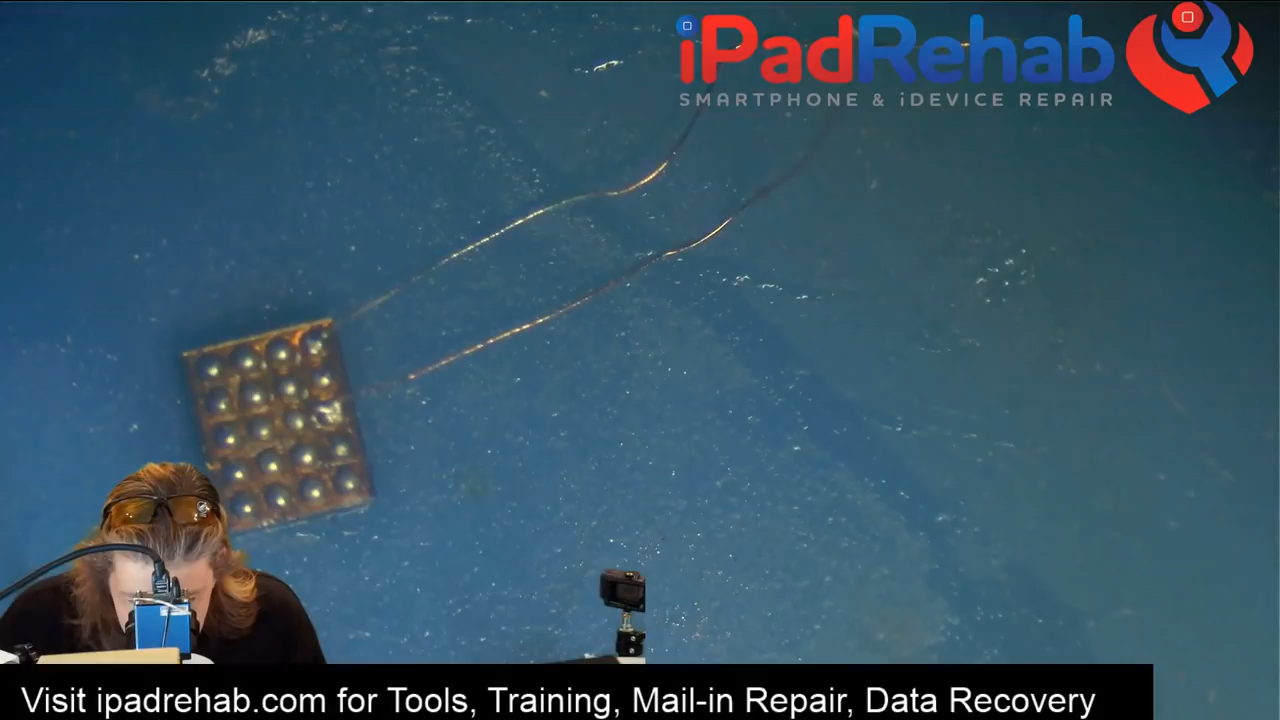 iPadRehab
SMARTPHONE & iDEVICE REPAIR
Visit ipadrehab.com for Tools, Training, Mail-in Repair, Data Recovery